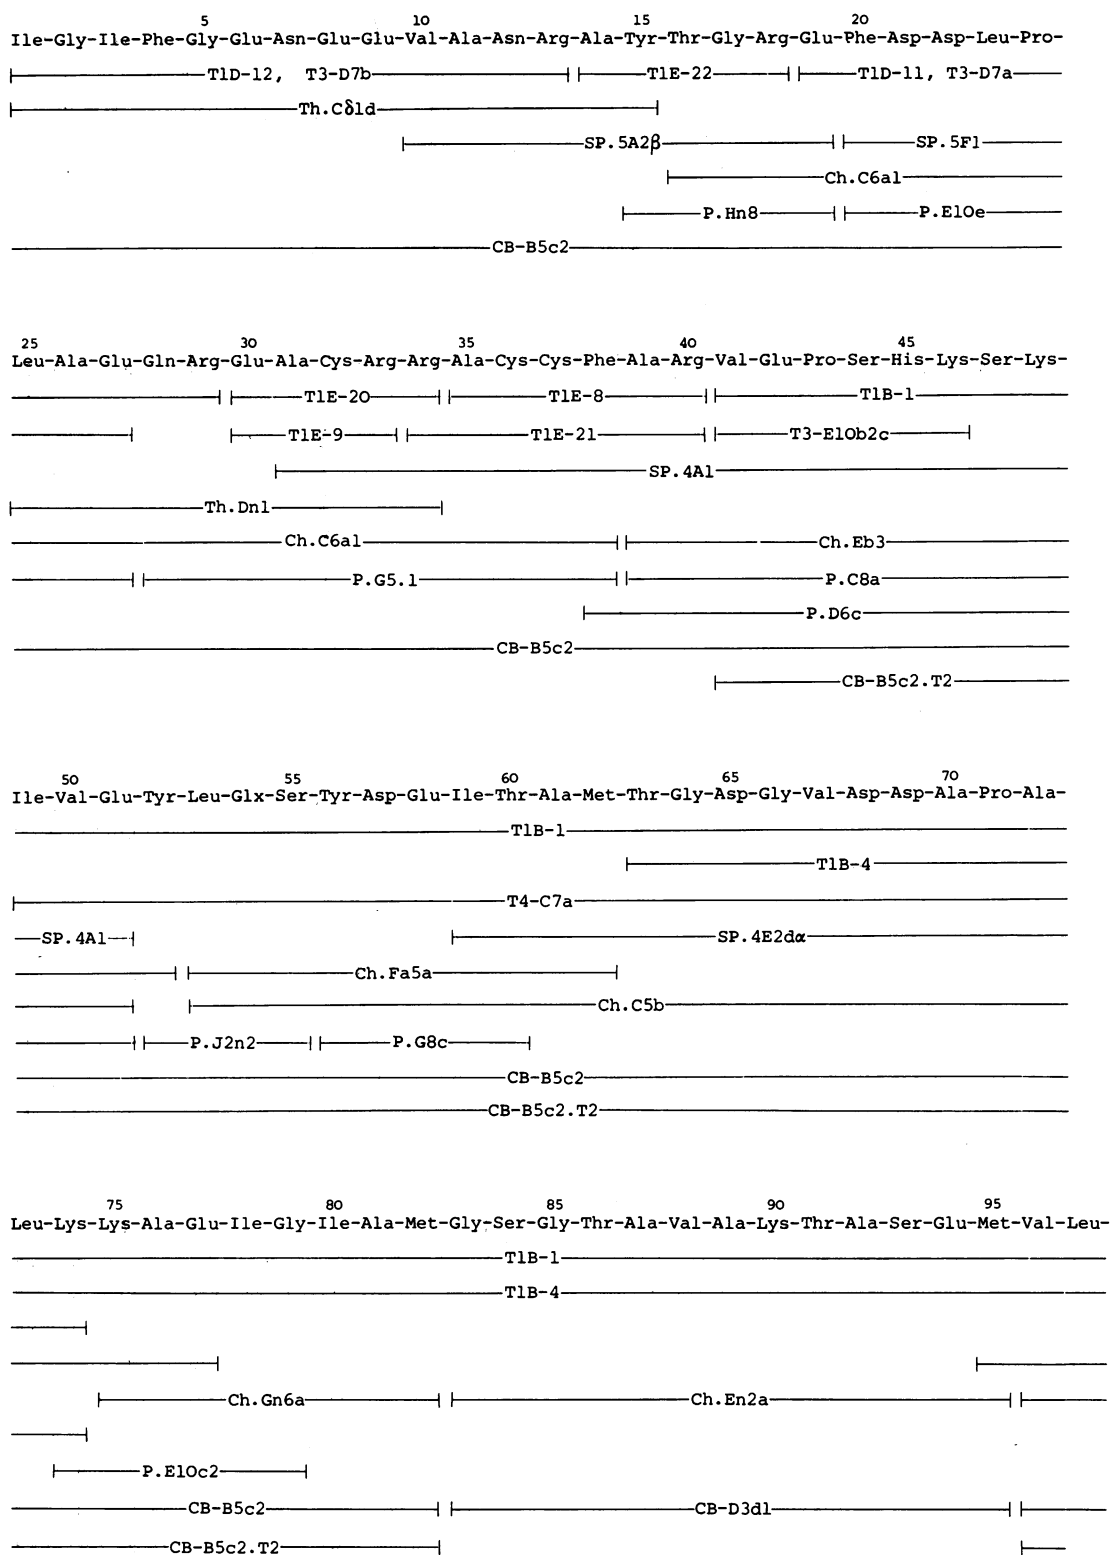 5 10 15 20
Ile-Gly-Ile-Phe-Gly-Glu-Asn-Glu-Glu-Val-Ala-Asn-Arg-Ala-Tyr-Thr-Gly-Arg-Glu-Phe-Asp-Asp-Leu-Pro-
T1D-12, T3-D7b T1E-22 T1D-11, T3-D7a
Th.Cδ1d
SP.5A2β SP.5F1
Ch.C6a1
P.Hn8 P.E10e
CB-B5c2
25 30 35 40 45
Leu-Ala-Glu-Gln-Arg-Glu-Ala-Cys-Arg-Arg-Ala-Cys-Cys-Phe-Ala-Arg-Val-Glu-Pro-Ser-His-Lys-Ser-Lys-
T1E-20 T1E-8 T1B-1
T1E-9 T1E-21 T3-E10b2c
SP.4A1
Th.Dn1
Ch.C6a1 Ch.Eb3
P.G5.1 P.C8a
P.D6c
CB-B5c2
CB-B5c2.T2
50 55 60 65 70
Ile-Val-Glu-Tyr-Leu-Glx-Ser-Tyr-Asp-Glu-Ile-Thr-Ala-Met-Thr-Gly-Asp-Gly-Val-Asp-Asp-Ala-Pro-Ala-
T1B-1
T1B-4
T4-C7a
SP.4A1 SP.4E2dα
Ch.Fa5a
Ch.C5b
P.J2n2 P.G8c
CB-B5c2
CB-B5c2.T2
75 80 85 90 95
Leu-Lys-Lys-Ala-Glu-Ile-Gly-Ile-Ala-Met-Gly-Ser-Gly-Thr-Ala-Val-Ala-Lys-Thr-Ala-Ser-Glu-Met-Val-Leu-
T1B-1
T1B-4
Ch.Gn6a Ch.En2a
P.E10c2
CB-B5c2 CB-D3d1
CB-B5c2.T2